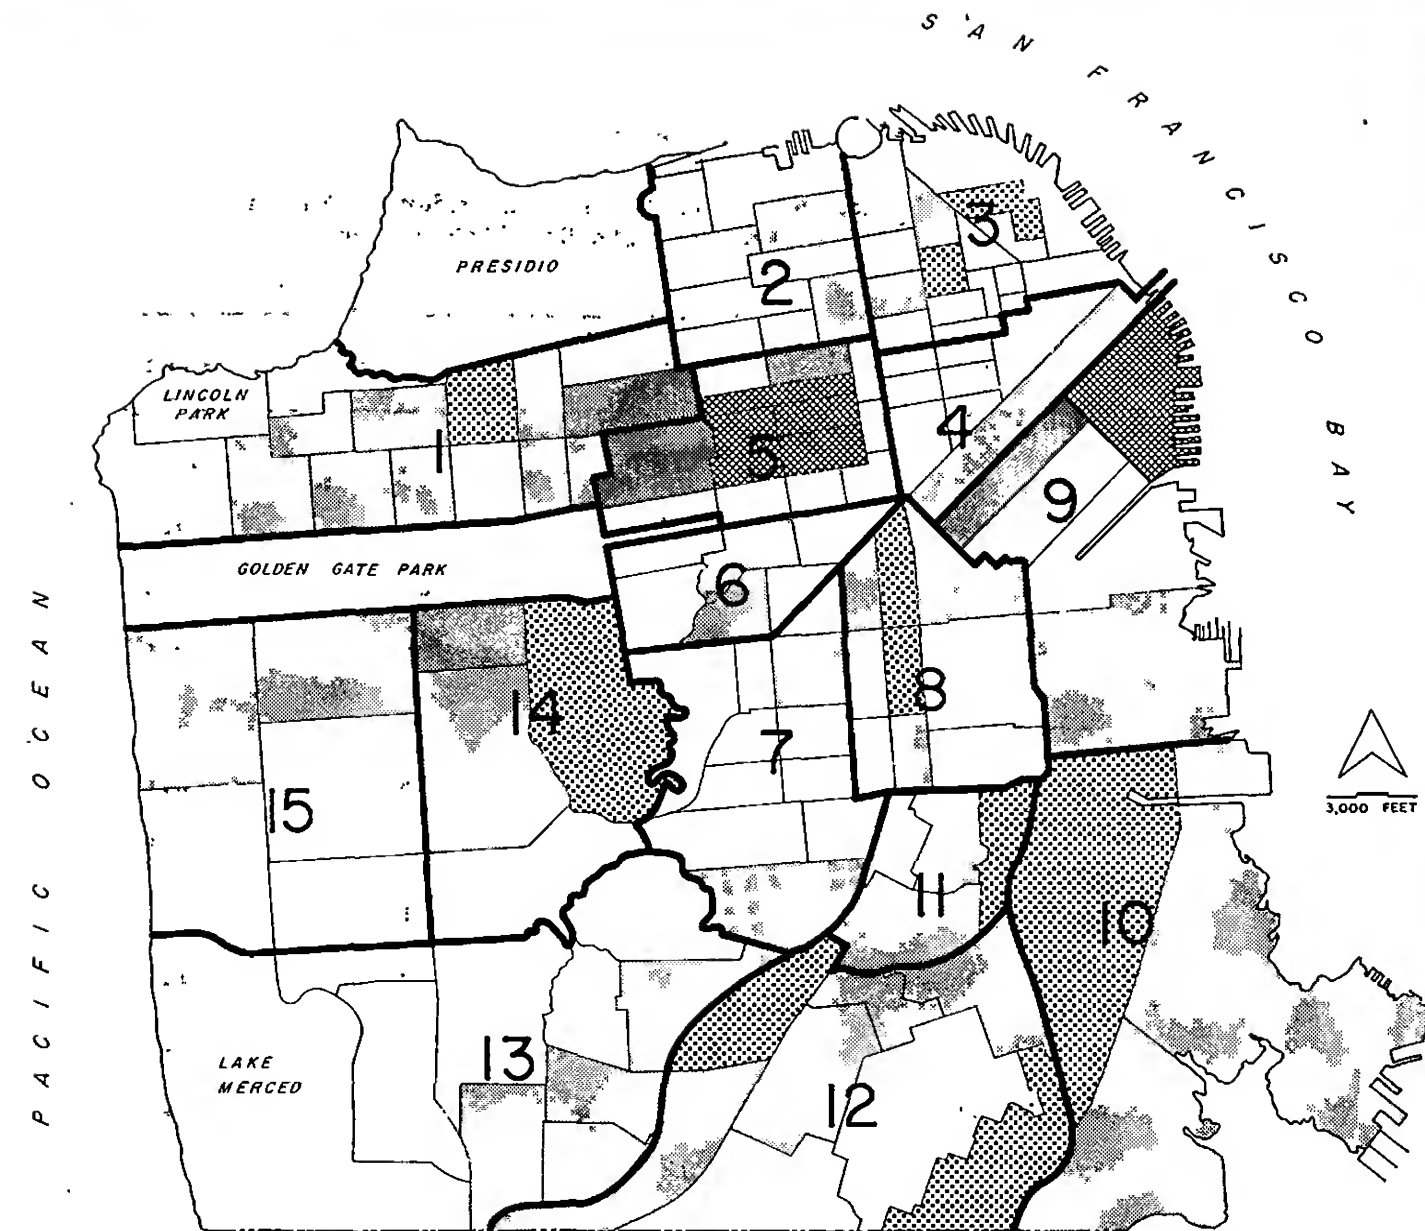 SAN FRANCISCO BAY
PRESIDIO
3
2
LINCOLN
PARK
1
4
5
9
GOLDEN GATE PARK
6
8
14
7
3,000 FEET
15
11
10
PACIFIC OCEAN
13
LAKE
MERCED
12